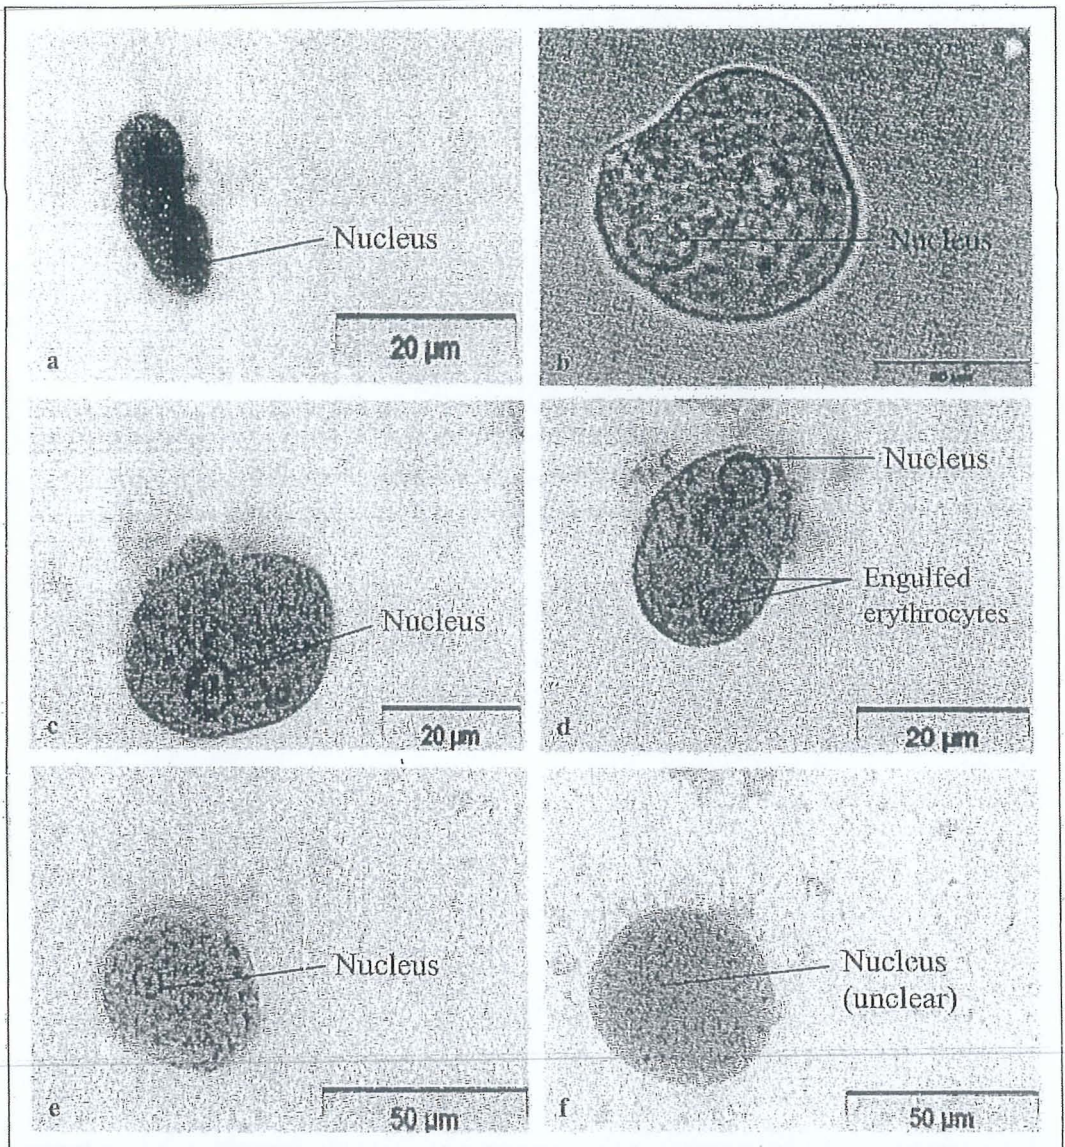 Nucleus
20 µm
a
Nucleus
b
Nucleus
20 µm
c
Nucleus
Engulfed
erythrocytes
20 µm
d
Nucleus
50 µm
e
Nucleus
(unclear)
50 µm
f